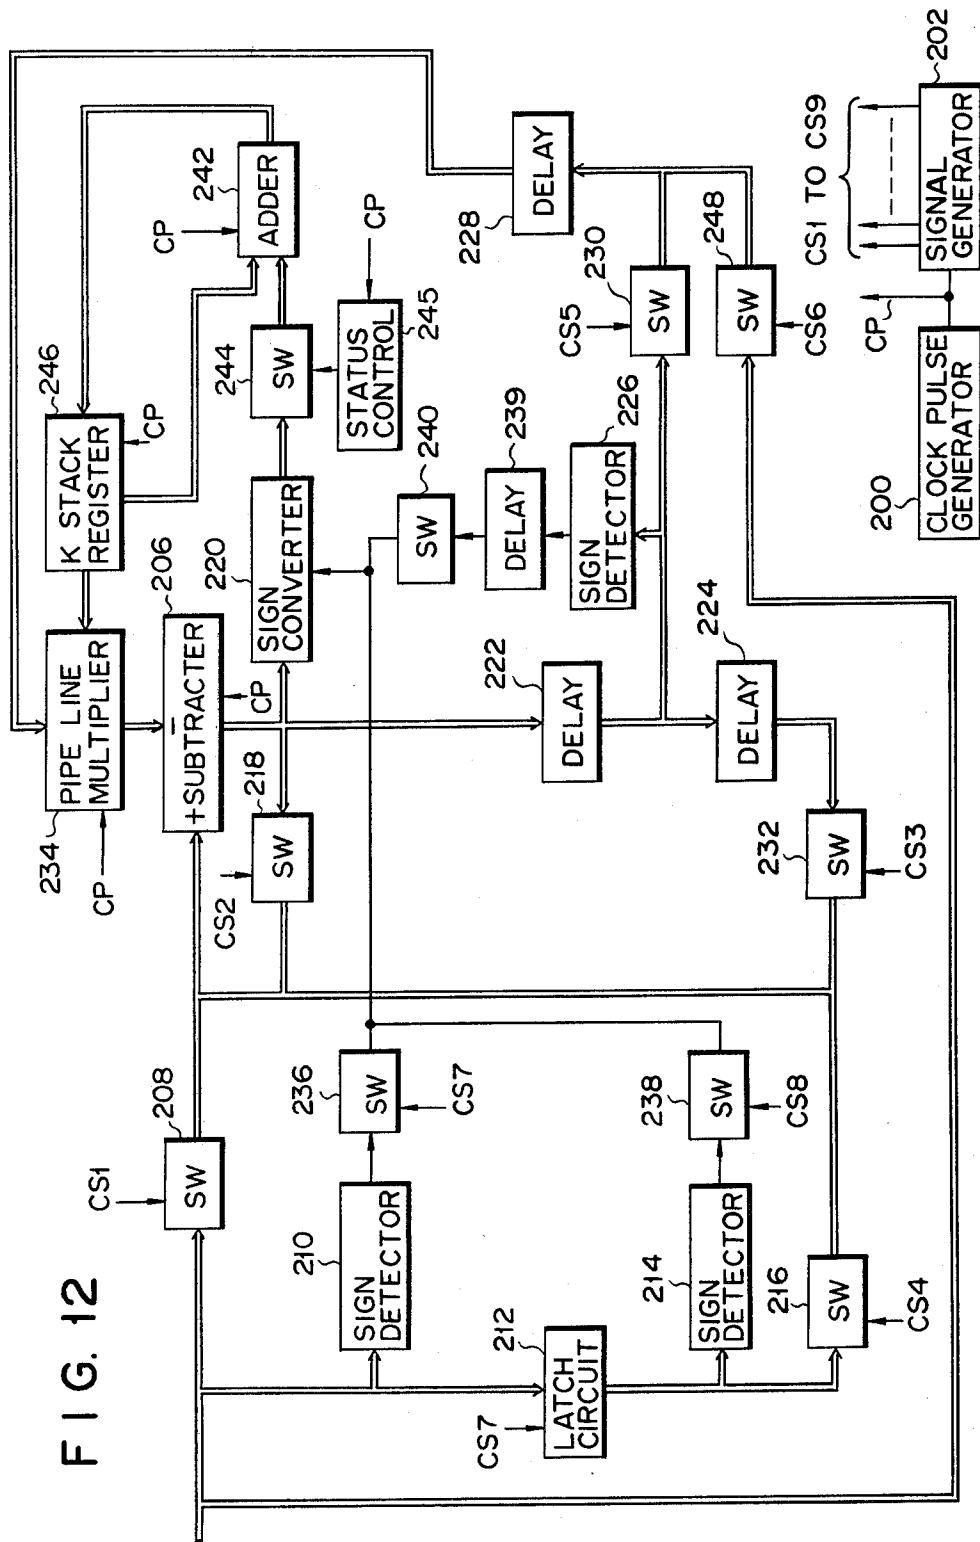 FIG. 12
CS1
208
SW
234
PIPE LINE
MULTIPLIER
CP
246
K STACK
REGISTER
CP
206
+SUBTRACTER
-
CP
242
ADDER
CP
218
SW
CS2
220
SIGN
CONVERTER
244
SW
STATUS
CONTROL
245
CP
210
SIGN
DETECTOR
236
SW
CS7
240
SW
239
DELAY
226
SIGN
DETECTOR
228
DELAY
212
LATCH
CIRCUIT
CS7
222
DELAY
230
SW
CS5
214
SIGN
DETECTOR
238
SW
CS8
224
DELAY
248
SW
CS6
216
SW
CS4
232
SW
CS3
200
CLOCK PULSE
GENERATOR
CP
CS1 TO CS9
202
SIGNAL
GENERATOR